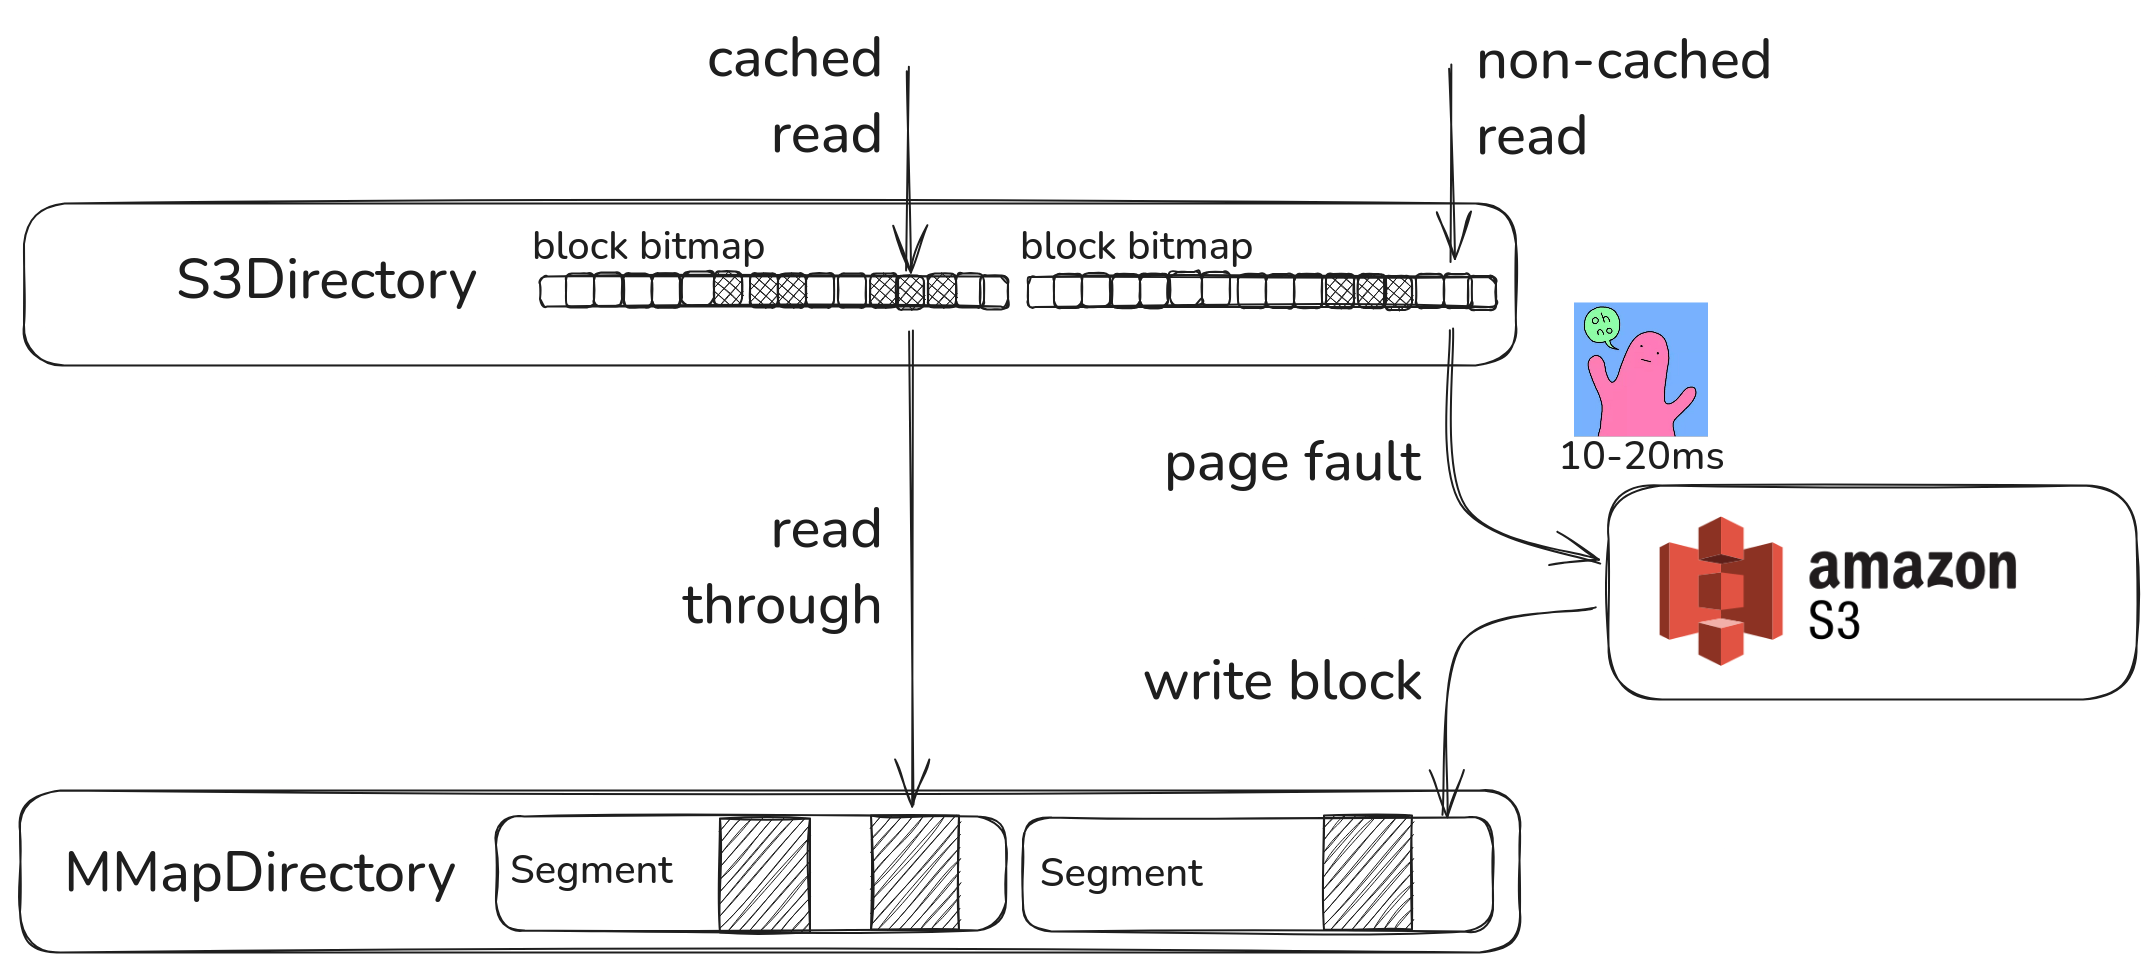 cached
read
non-cached
read
S3Directory
block bitmap
block bitmap
oh
no
10-20ms
page fault
read
through
amazon
S3
write block
MMapDirectory
Segment
Segment